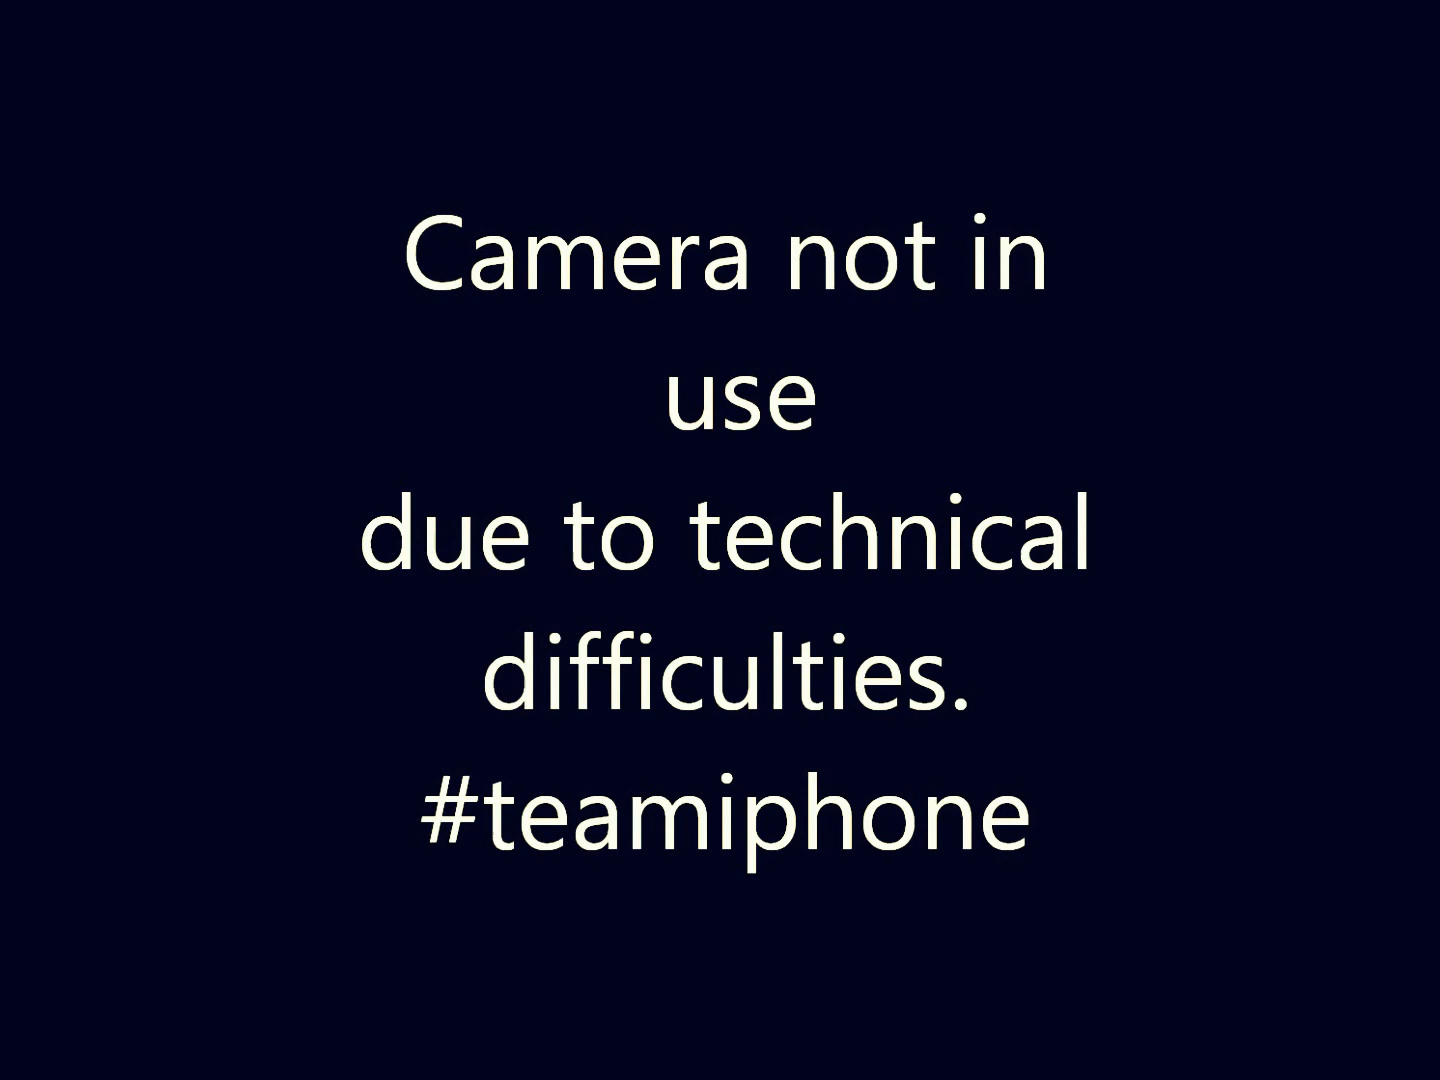 Camera not in
use
due to technical
difficulties.
#teamiphone